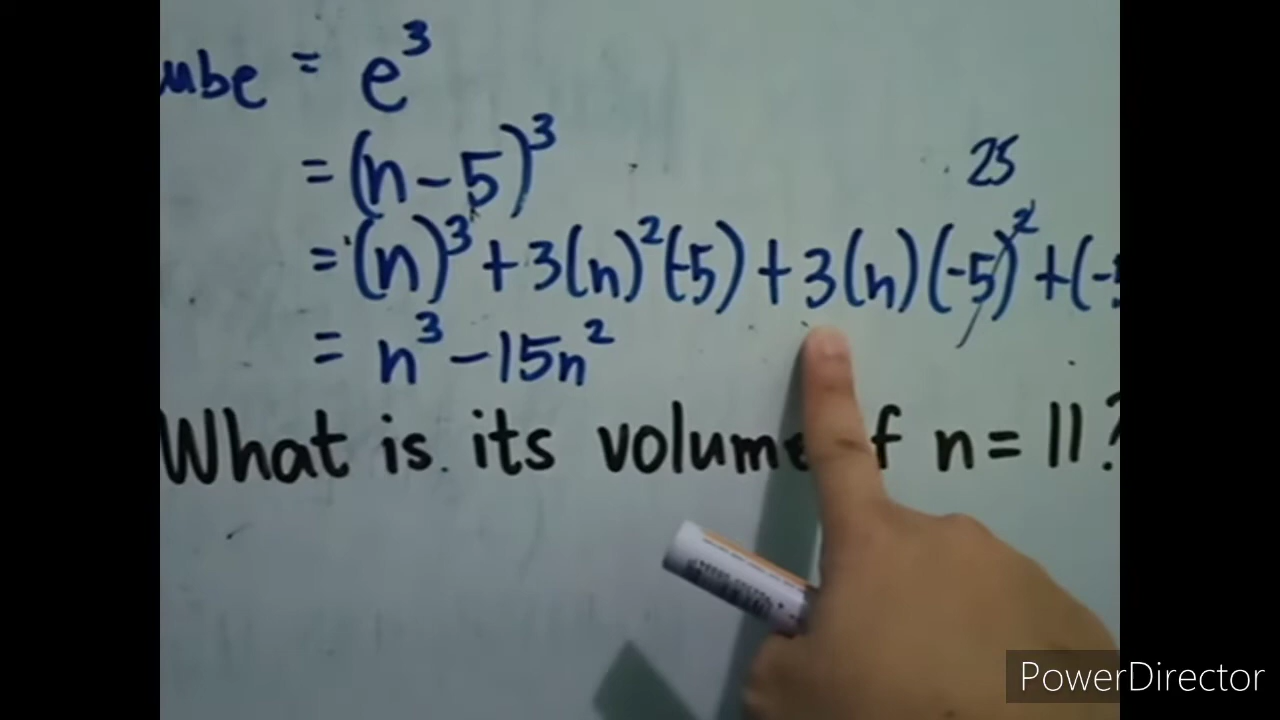 ube = e³
25
= (n-5)³
= (n)³ + 3(n)²(-5) + 3(n)(-5)² + (-5
= n³ - 15n²
What is its volume if n = 11?
PowerDirector